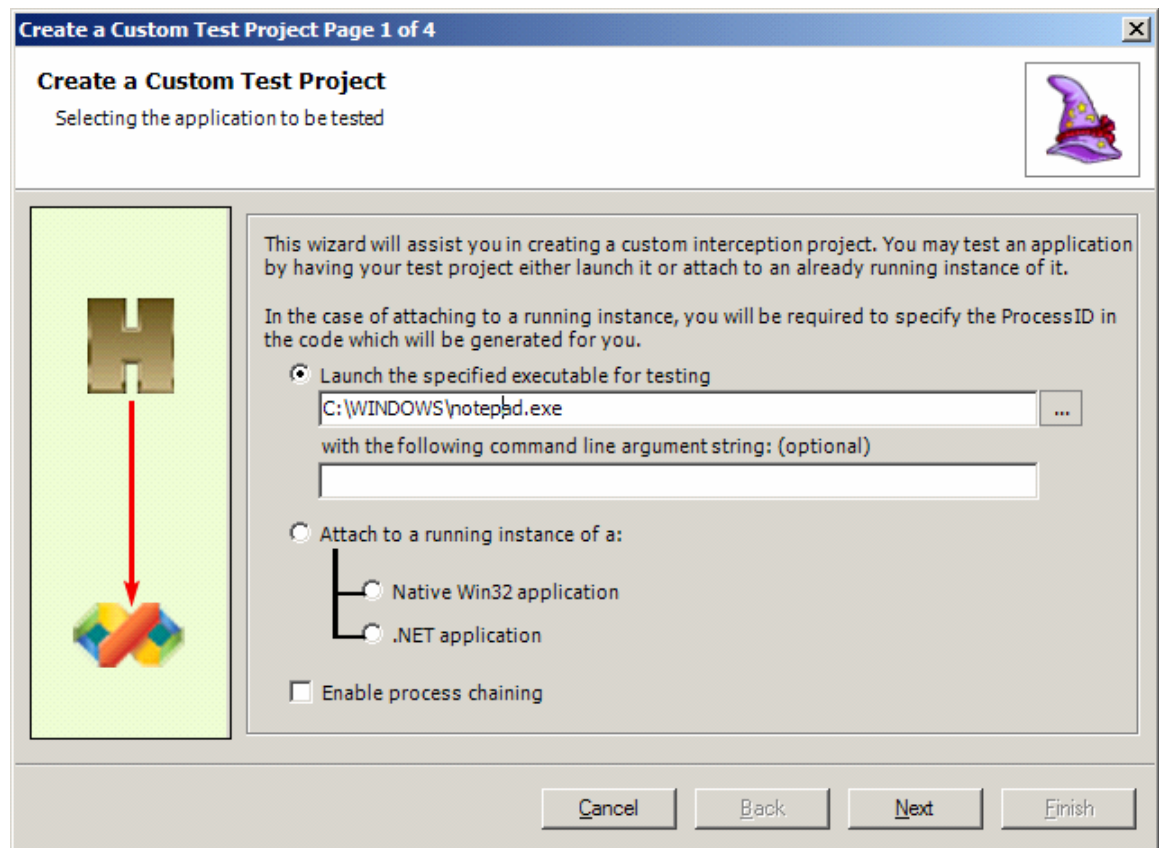 Create a Custom Test Project Page 1 of 4
Create a Custom Test Project
Selecting the application to be tested
This wizard will assist you in creating a custom interception project. You may test an application
by having your test project either launch it or attach to an already running instance of it.
In the case of attaching to a running instance, you will be required to specify the ProcessID in
the code which will be generated for you.
Launch the specified executable for testing
C:\WINDOWS\notepad.exe
...
with the following command line argument string: (optional)
Attach to a running instance of a:
Native Win32 application
.NET application
Enable process chaining
Cancel Back Next Finish